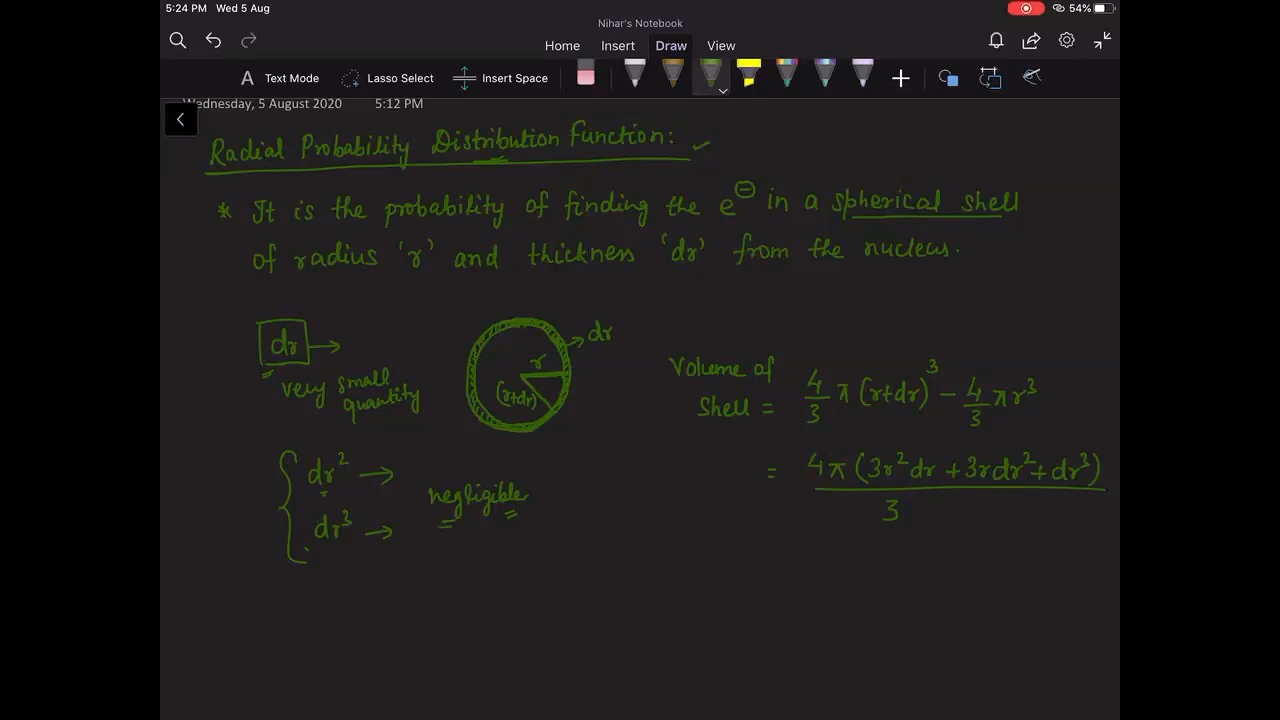 5:24 PM Wed 5 Aug 54%
Nihar's Notebook
Home Insert Draw View
A Text Mode Lasso Select Insert Space
Wednesday, 5 August 2020 5:12 PM
Radial Probability Distribution Function:
* It is the probability of finding the e⊖ in a spherical shell
of radius 'r' and thickness 'dr' from the nucleus.
dr →
very small
quantity
→ dr
r
(r+dr)
Volume of
Shell = 4/3 π (r+dr)³ − 4/3 πr³
= 4π (3r²dr + 3rdr² + dr³) / 3
dr² →
negligible
dr³ →